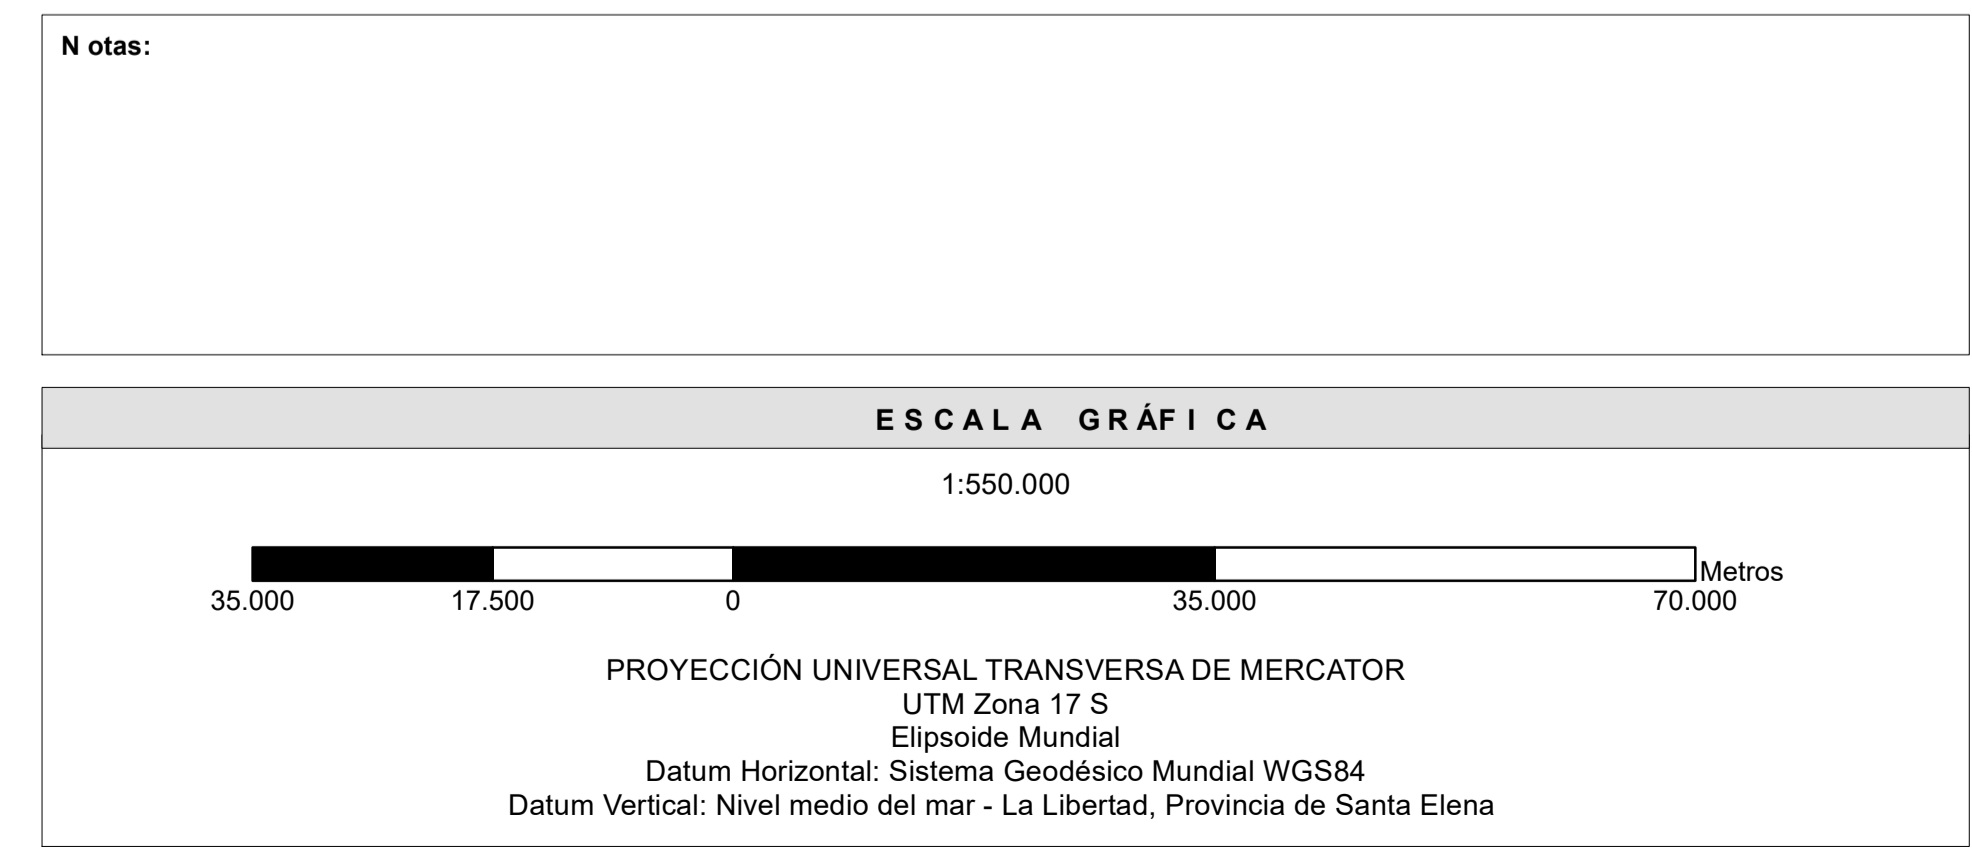 N otas:
ESCALA GRÁFICA
1:550.000
Metros
35.000 17.500 0 35.000 70.000
PROYECCIÓN UNIVERSAL TRANSVERSA DE MERCATOR
UTM Zona 17 S
Elipsoide Mundial
Datum Horizontal: Sistema Geodésico Mundial WGS84
Datum Vertical: Nivel medio del mar - La Libertad, Provincia de Santa Elena